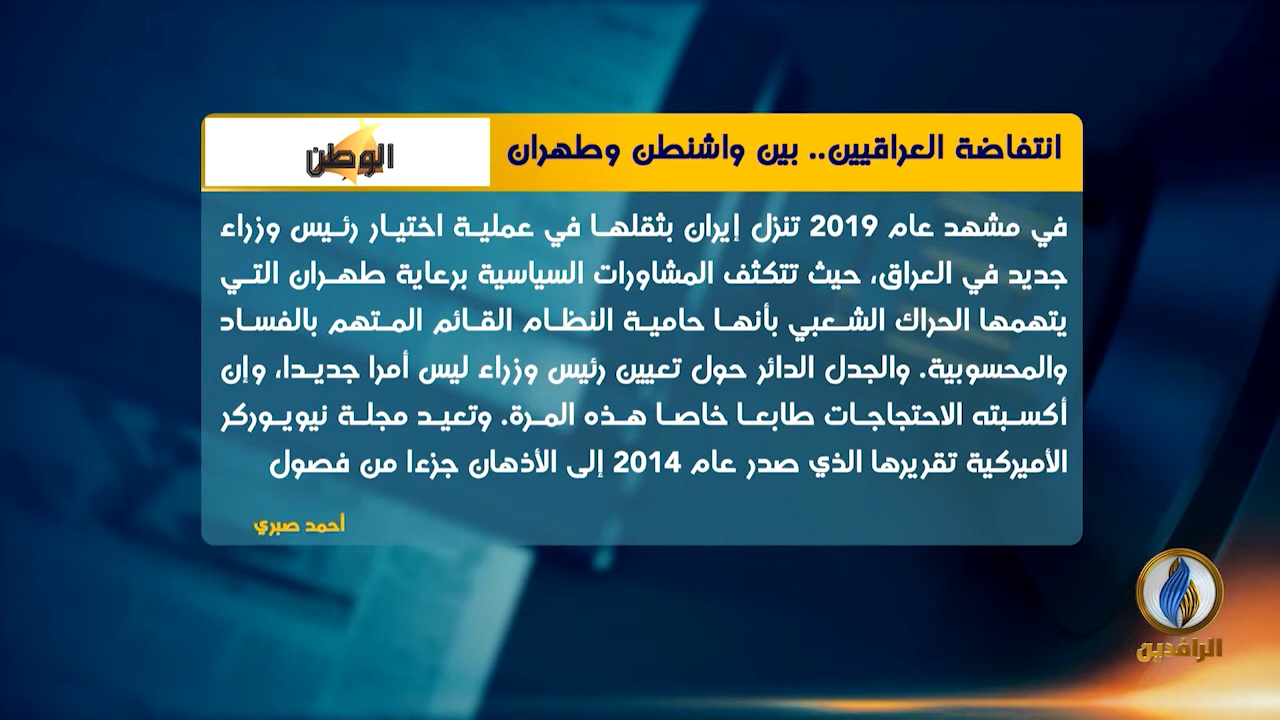 انتفاضة العراقيين.. بين واشنطن وطهران
الوطن
في مشهد عام 2019 تنزل إيران بثقلها في عملية اختيار رئيس وزراء
جديد في العراق، حيث تتكثف المشاورات السياسية برعاية طهران التي
يتهمها الحراك الشعبي بأنها حامية النظام القائم المتهم بالفساد
والمحسوبية. والجدل الدائر حول تعيين رئيس وزراء ليس أمرا جديدا، وإن
أكسبته الاحتجاجات طابعا خاصا هذه المرة. وتعيد مجلة نيويوركر
الأميركية تقريرها الذي صدر عام 2014 إلى الأذهان جزءا من فصول
أحمد صبري
الرافدين